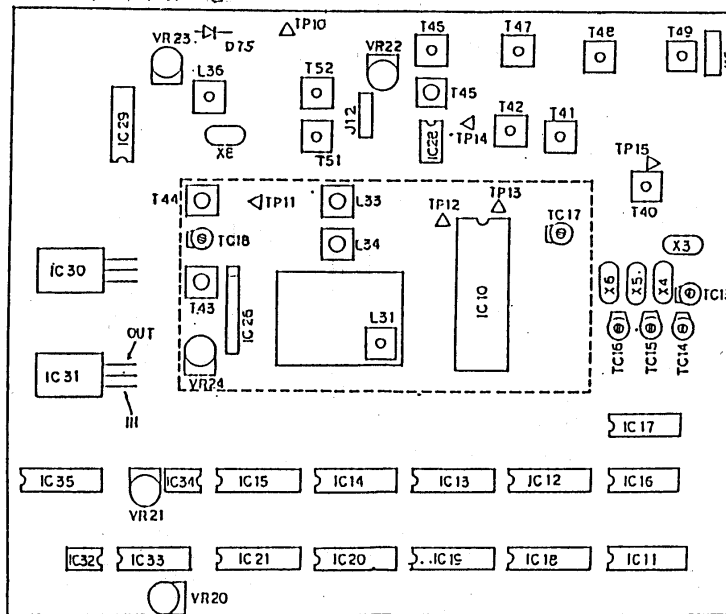 VR23
D75
TP10
VR22
T45
T47
T48
T49
L36
T52
T45
IC29
J12
T42
T41
X8
T51
IC28
TP14
TP15
T40
T44
TP11
L33
TP12
TP13
TC17
TC18
L34
X3
IC30
T43
IC26
IC10
X6
X5
X4
TC13
L31
OUT
TC16
TC15
TC14
IC31
VR24
IN
IC17
IC35
IC34
IC15
IC14
IC13
IC12
IC16
VR21
IC32
IC33
IC21
IC20
IC19
IC18
IC11
VR20